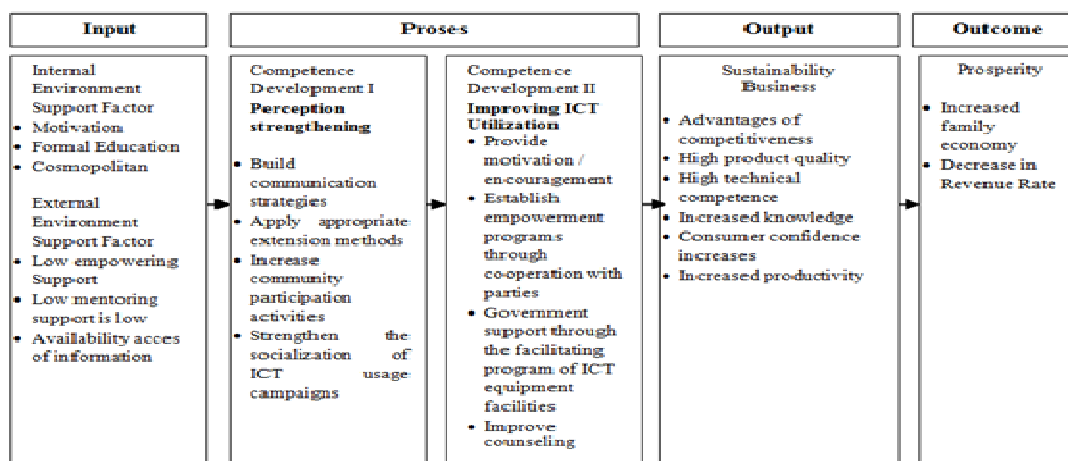 Input
Proses
Output
Outcome
Internal
Environment
Support Factor
• Motivation
• Formal Education
• Cosmopolitan
External
Environment
Support Factor
• Low empowering
Support
• Low mentoring
support is low
• Availability acces
of information
Competence
Development I
Perception
strengthening
• Build
communication
strategies
• Apply appropriate
extension methods
• Increase
community
participation
activities
• Strengthen the
socialization of
ICT usage
campaigns
Competence
Development II
Improving ICT
Utilization
• Provide
motivation /
encouragement
• Establish
empowerment
programs
through
co-operation with
parties
• Government
support through
the facilitating
program of ICT
equipment
facilities
• Improve
counseling
Sustainability
Business
• Advantages of
competitiveness
• High product quality
• High technical
competence
• Increased knowledge
• Consumer confidence
increases
• Increased productivity
Prosperity
• Increased
family
economy
• Decrease in
Revenue Rate